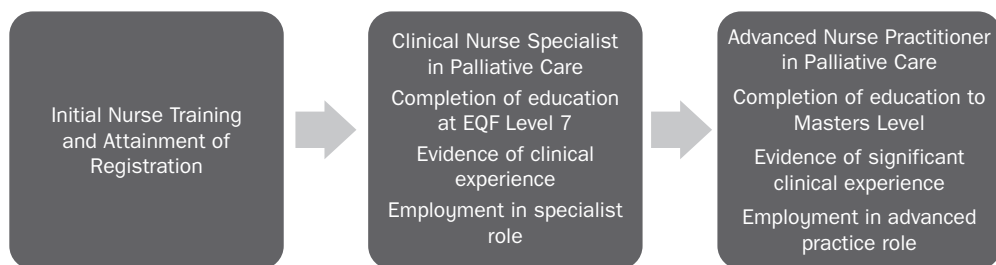 Initial Nurse Training
and Attainment of
Registration
Clinical Nurse Specialist
in Palliative Care
Completion of education
at EQF Level 7
Evidence of clinical
experience
Employment in specialist
role
Advanced Nurse Practitioner
in Palliative Care
Completion of education to
Masters Level
Evidence of significant
clinical experience
Employment in advanced
practice role